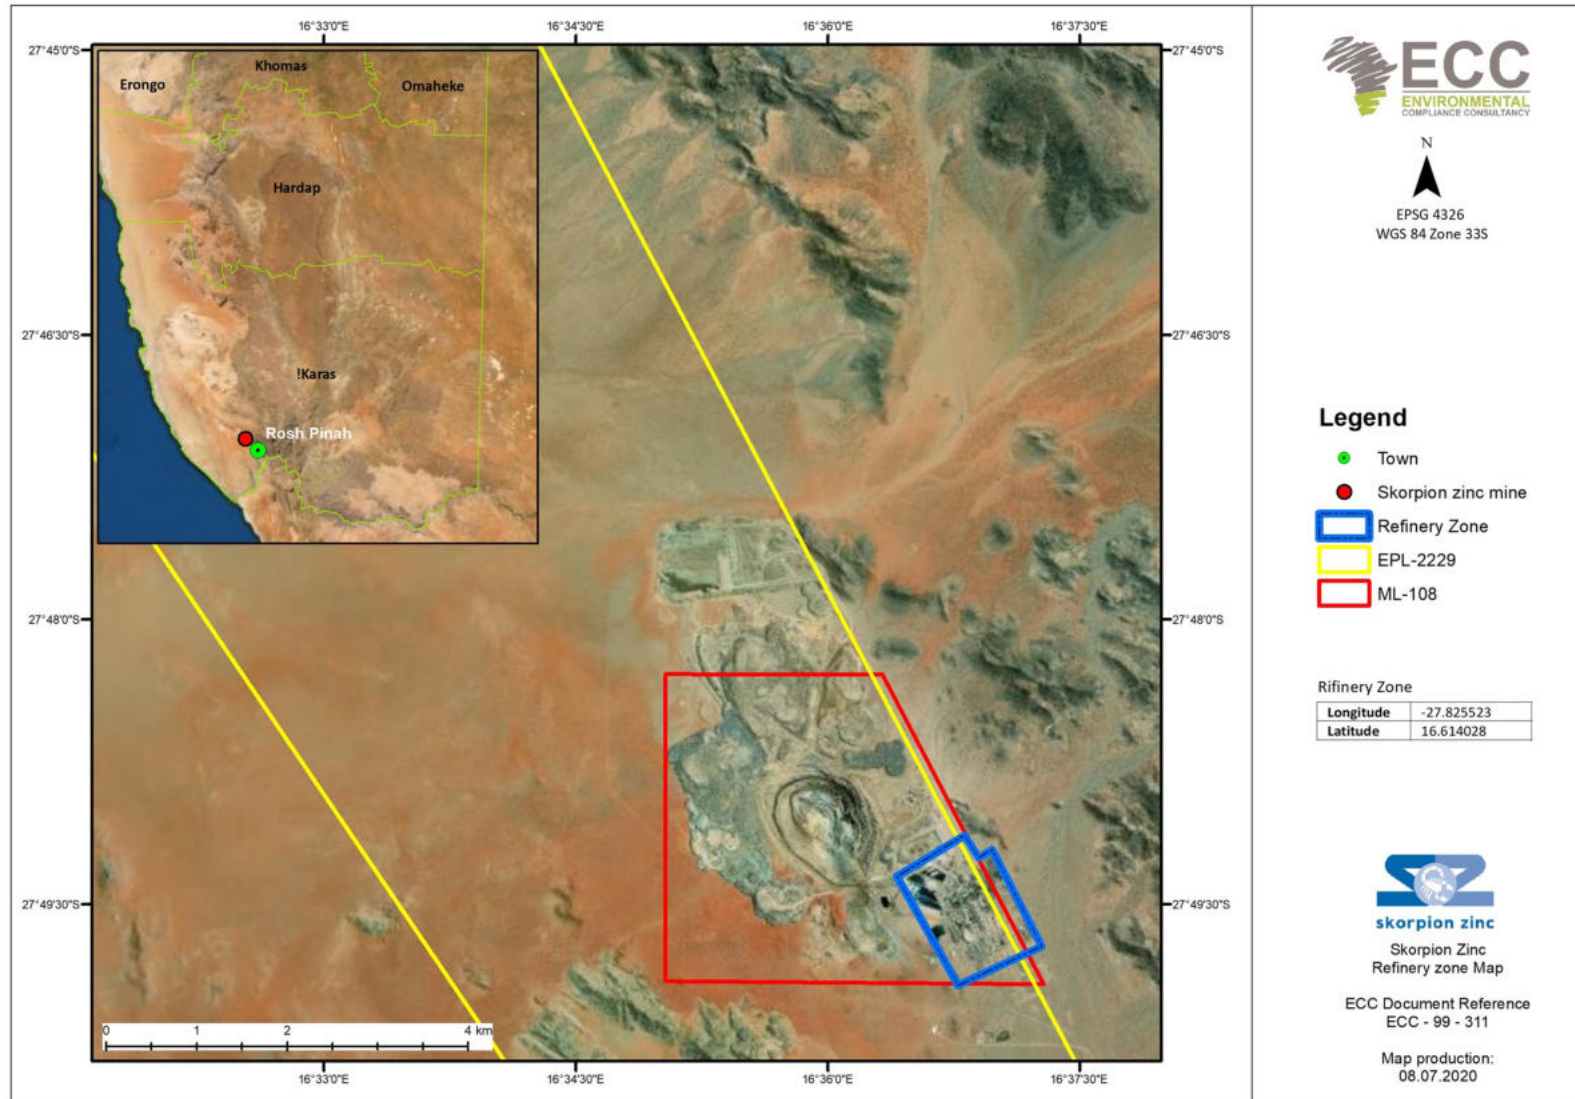 16°33'0"E
16°34'30"E
16°36'0"E
16°37'30"E
27°45'0"S
27°45'0"S
Khomas
Erongo
Omaheke
Hardap
27°46'30"S
27°46'30"S
!Karas
Rosh Pinah
27°48'0"S
27°48'0"S
27°49'30"S
27°49'30"S
0 1 2 4 km
16°33'0"E
16°34'30"E
16°36'0"E
16°37'30"E
ECC
ENVIRONMENTAL
COMPLIANCE CONSULTANCY
N
EPSG 4326
WGS 84 Zone 33S
Legend
Town
Skorpion zinc mine
Refinery Zone
EPL-2229
ML-108
Rifinery Zone
Longitude -27.825523
Latitude 16.614028
skorpion zinc
Skorpion Zinc
Refinery zone Map
ECC Document Reference
ECC - 99 - 311
Map production:
08.07.2020